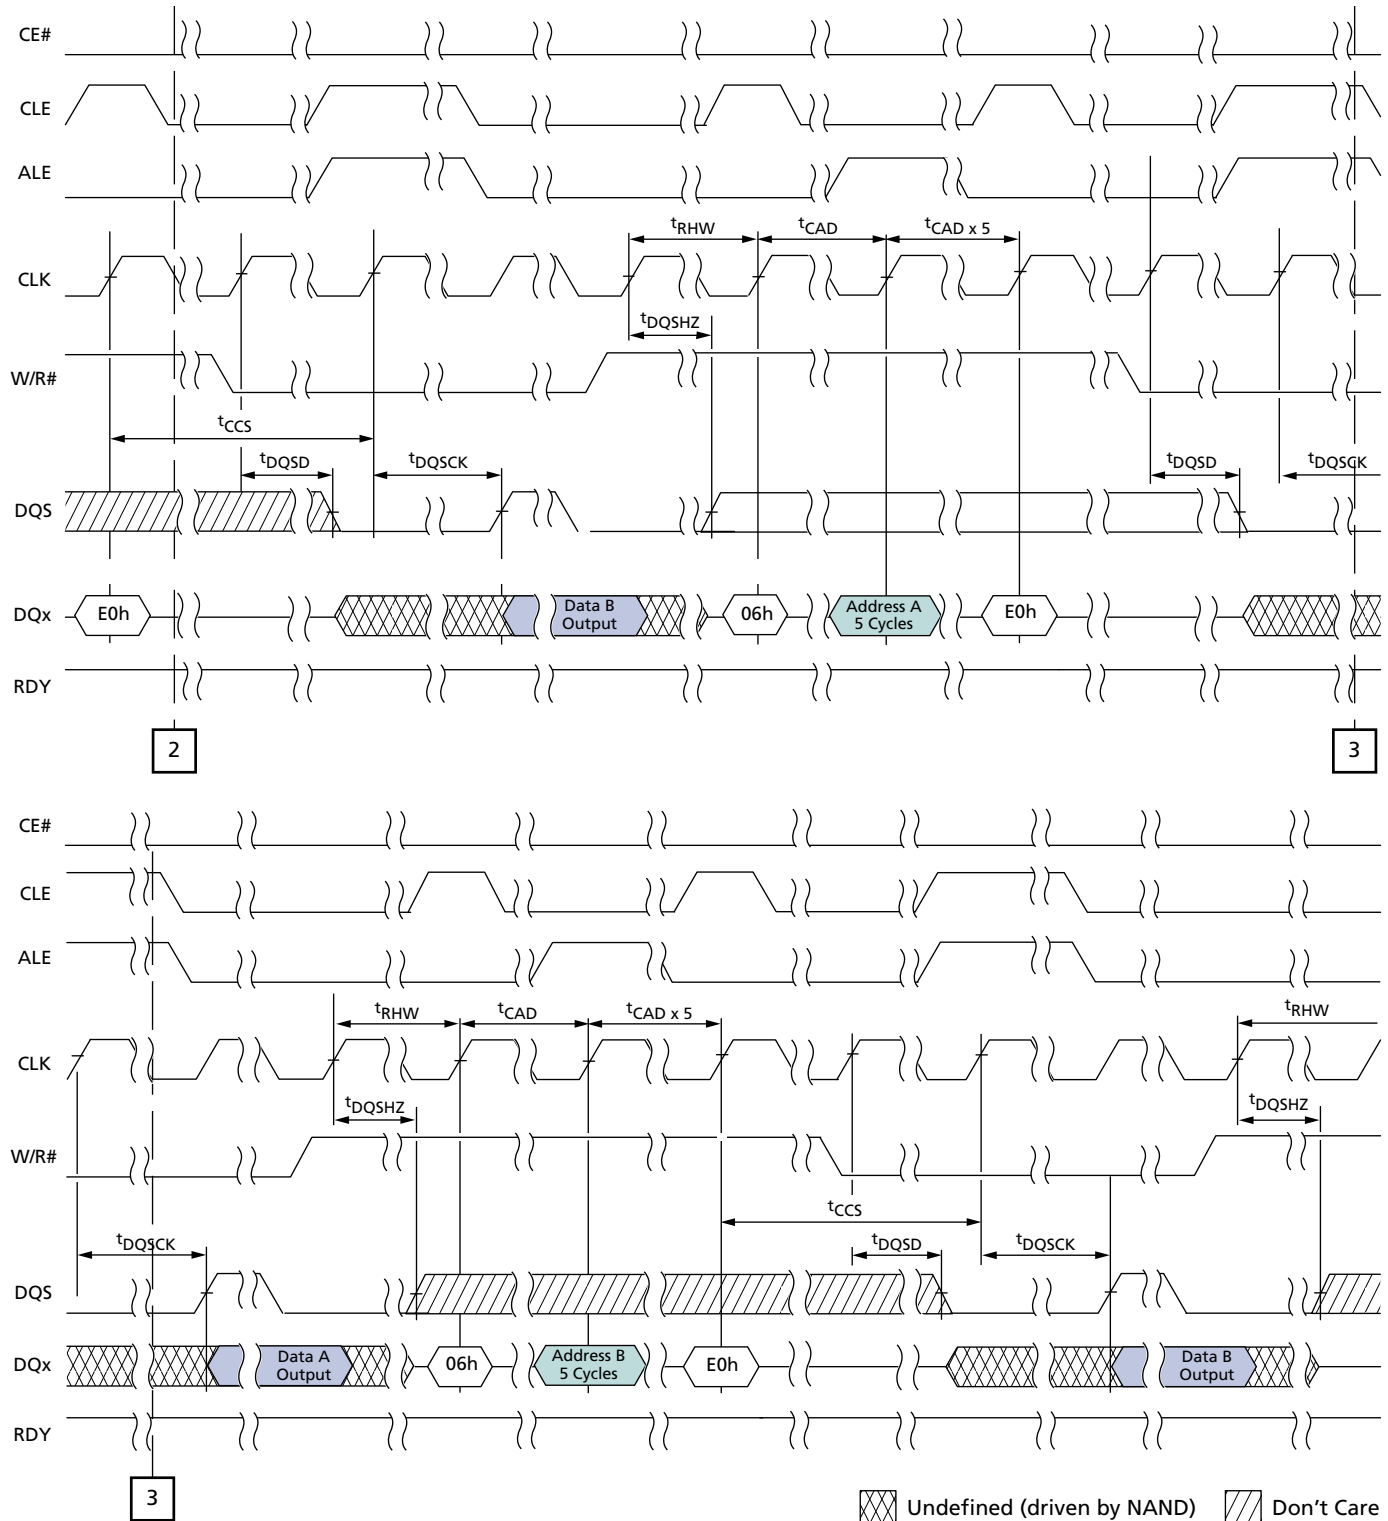 CE#
CLE
ALE
tRHW tCAD tCAD x 5
CLK
tDQSHZ
W/R#
tCCS
tDQSD tDQSCK tDQSD tDQSCK
DQS
DQx E0h Data B Output 06h Address A 5 Cycles E0h
RDY
2 3
CE#
CLE
ALE
tRHW tCAD tCAD x 5 tRHW
CLK
tDQSHZ tDQSHZ
W/R#
tCCS
tDQSCK tDQSD tDQSCK
DQS
DQx Data A Output 06h Address B 5 Cycles E0h Data B Output
RDY
3
Undefined (driven by NAND) Don't Care